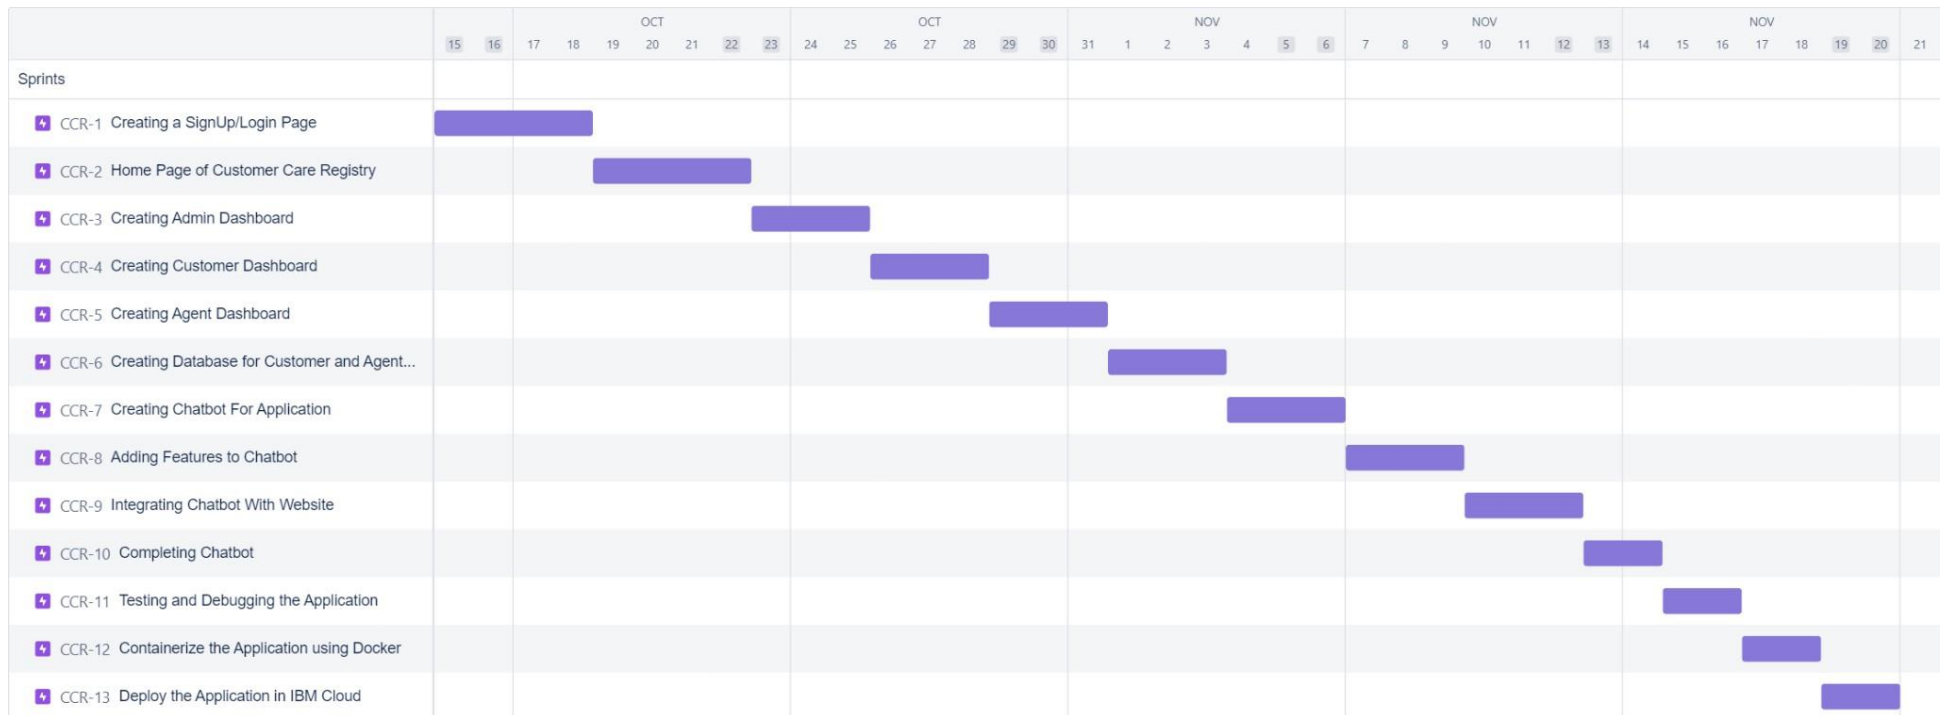 OCT OCT NOV NOV NOV
15 16 17 18 19 20 21 22 23 24 25 26 27 28 29 30 31 1 2 3 4 5 6 7 8 9 10 11 12 13 14 15 16 17 18 19 20 21
Sprints
CCR-1 Creating a SignUp/Login Page
CCR-2 Home Page of Customer Care Registry
CCR-3 Creating Admin Dashboard
CCR-4 Creating Customer Dashboard
CCR-5 Creating Agent Dashboard
CCR-6 Creating Database for Customer and Agent...
CCR-7 Creating Chatbot For Application
CCR-8 Adding Features to Chatbot
CCR-9 Integrating Chatbot With Website
CCR-10 Completing Chatbot
CCR-11 Testing and Debugging the Application
CCR-12 Containerize the Application using Docker
CCR-13 Deploy the Application in IBM Cloud